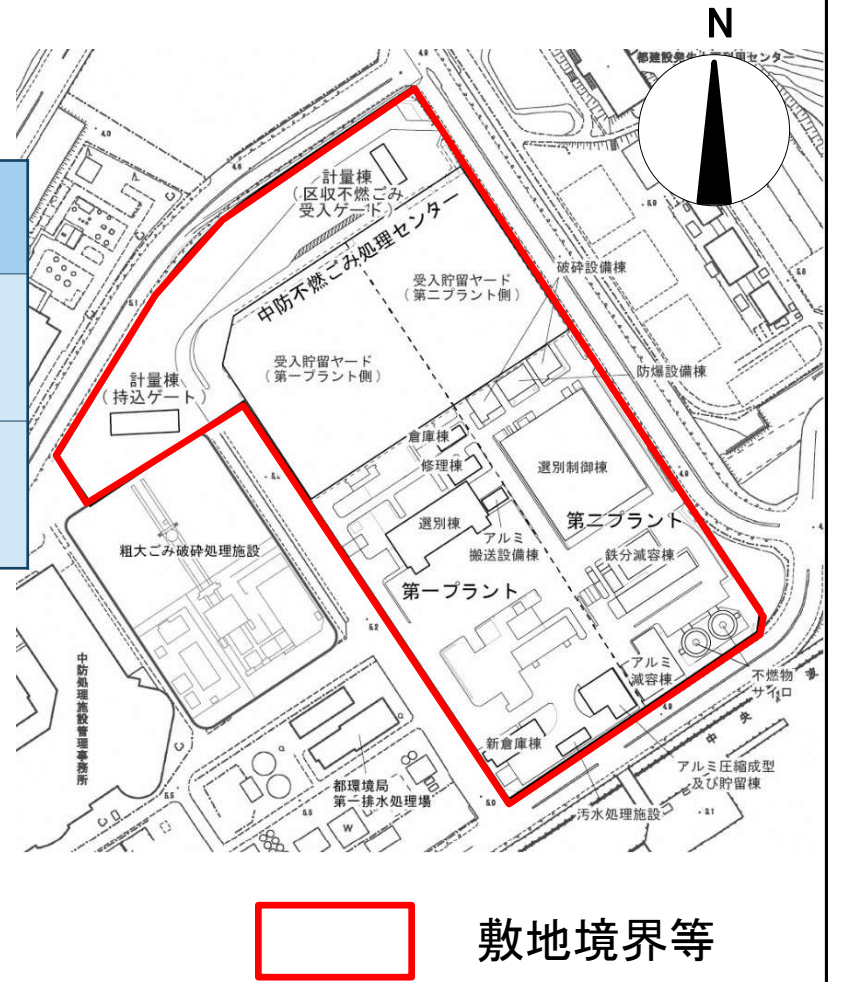 N
都建設発生土再利用センター
計量棟
(区収不燃ごみ
受入ゲート)
中防不燃ごみ処理センター
破砕設備棟
受入貯留ヤード
(第二プラント側)
受入貯留ヤード
(第一プラント側)
防爆設備棟
計量棟
(持込ゲート)
倉庫棟
修理棟
選別制御棟
選別棟
アルミ
搬送設備棟
第二プラント
粗大ごみ破砕処理施設
鉄分減容棟
第一プラント
アルミ
減容棟
不燃物
サイロ
中防処理施設管理事務所
新倉庫棟
中央
アルミ圧縮成型
及び貯留棟
都環境局
第一排水処理場
汚水処理施設
W
敷地境界等